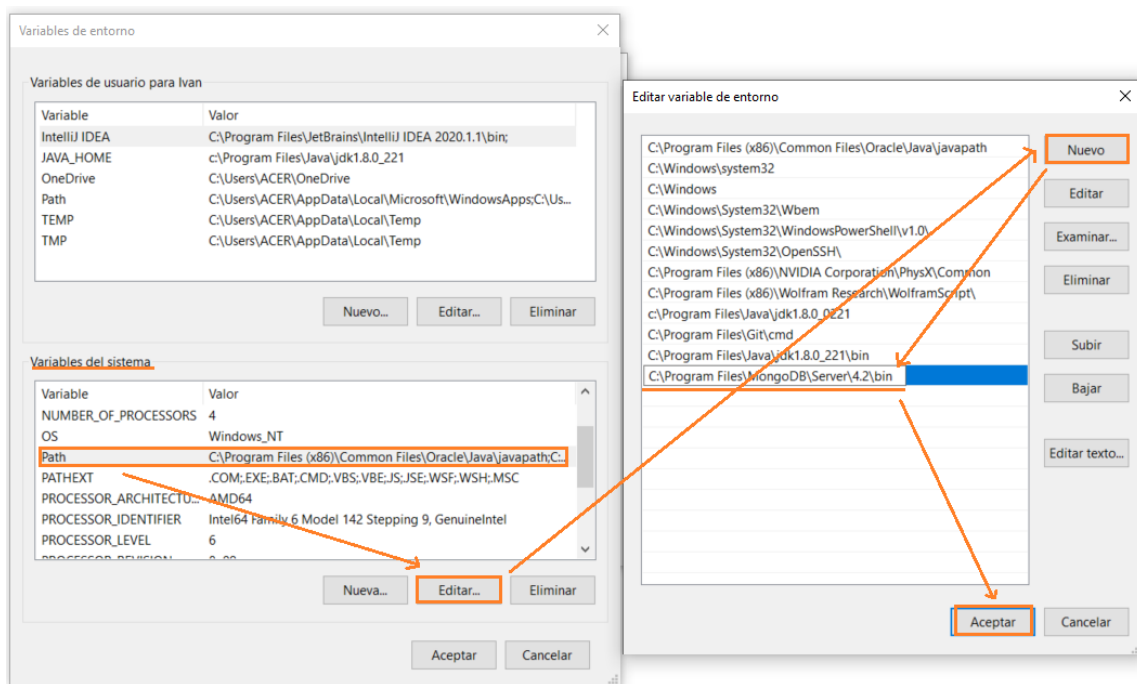 Variables de entorno
Variables de usuario para Ivan
Variable Valor
IntelliJ IDEA C:\Program Files\JetBrains\IntelliJ IDEA 2020.1.1\bin;
JAVA_HOME c:\Program Files\Java\jdk1.8.0_221
OneDrive C:\Users\ACER\OneDrive
Path C:\Users\ACER\AppData\Local\Microsoft\WindowsApps;C:\Us...
TEMP C:\Users\ACER\AppData\Local\Temp
TMP C:\Users\ACER\AppData\Local\Temp
Nuevo... Editar... Eliminar
Variables del sistema
Variable Valor
NUMBER_OF_PROCESSORS 4
OS Windows_NT
Path C:\Program Files (x86)\Common Files\Oracle\Java\javapath;C:..
PATHEXT .COM;.EXE;.BAT;.CMD;.VBS;.VBE;.JS;.JSE;.WSF;.WSH;.MSC
PROCESSOR_ARCHITECTU... AMD64
PROCESSOR_IDENTIFIER Intel64 Family 6 Model 142 Stepping 9, GenuineIntel
PROCESSOR_LEVEL 6
Nueva... Editar... Eliminar
Aceptar Cancelar
Editar variable de entorno
C:\Program Files (x86)\Common Files\Oracle\Java\javapath
C:\Windows\system32
C:\Windows
C:\Windows\System32\Wbem
C:\Windows\System32\WindowsPowerShell\v1.0\
C:\Windows\System32\OpenSSH\
C:\Program Files (x86)\NVIDIA Corporation\PhysX\Common
C:\Program Files (x86)\Wolfram Research\WolframScript\
c:\Program Files\Java\jdk1.8.0_0221
C:\Program Files\Git\cmd
C:\Program Files\Java\jdk1.8.0_221\bin
C:\Program Files\MongoDB\Server\4.2\bin
Nuevo
Editar
Examinar...
Eliminar
Subir
Bajar
Editar texto...
Aceptar Cancelar